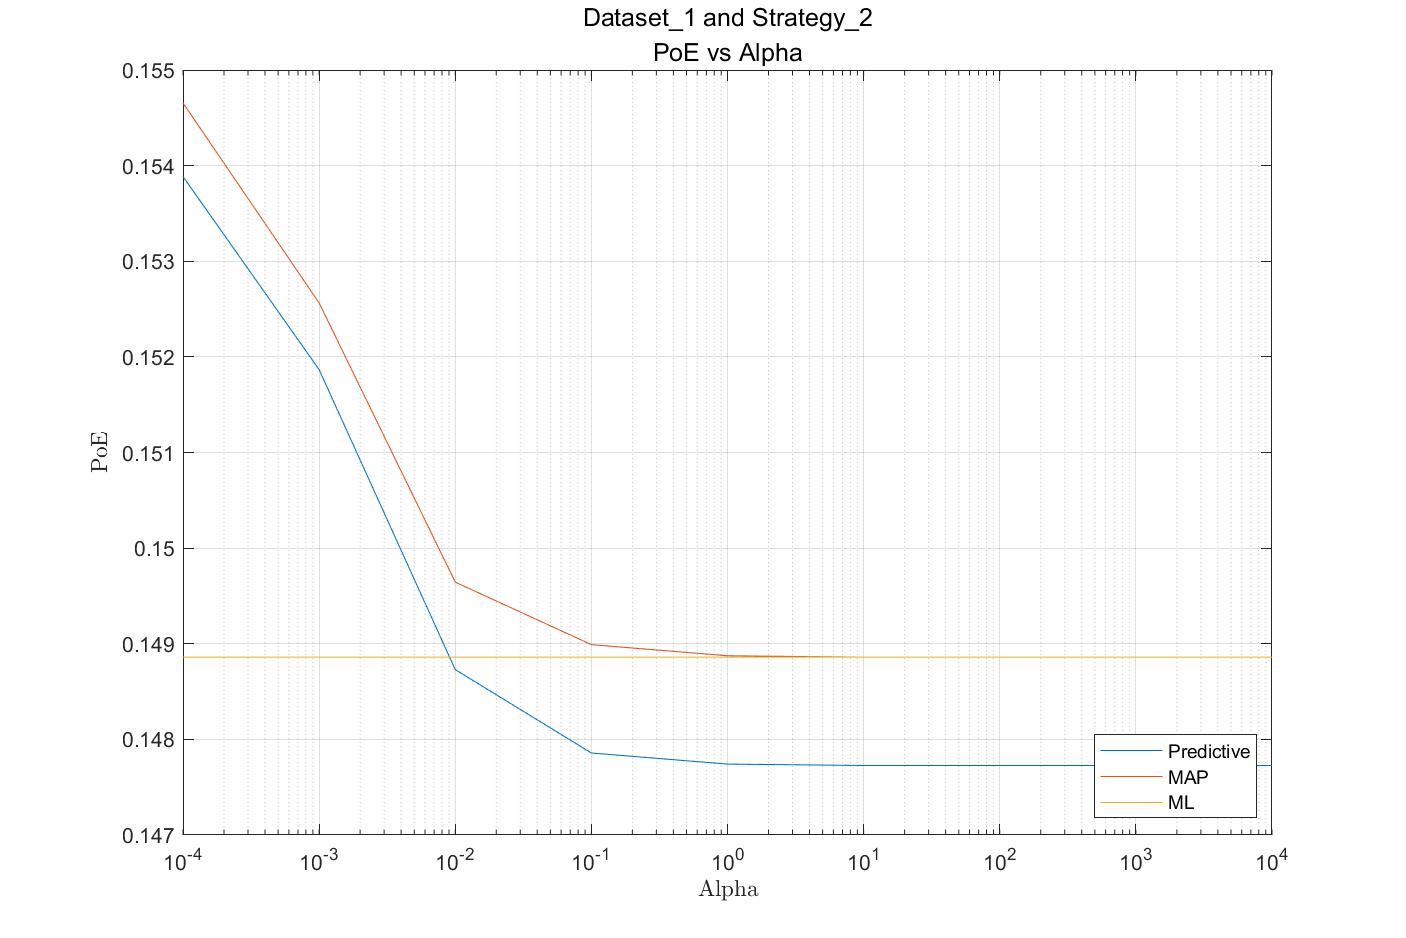 Dataset_1 and Strategy_2
PoE vs Alpha
0.155
0.154
0.153
0.152
0.151
0.15
0.149
0.148
0.147
PoE
10^-4 10^-3 10^-2 10^-1 10^0 10^1 10^2 10^3 10^4
Alpha
Predictive
MAP
ML